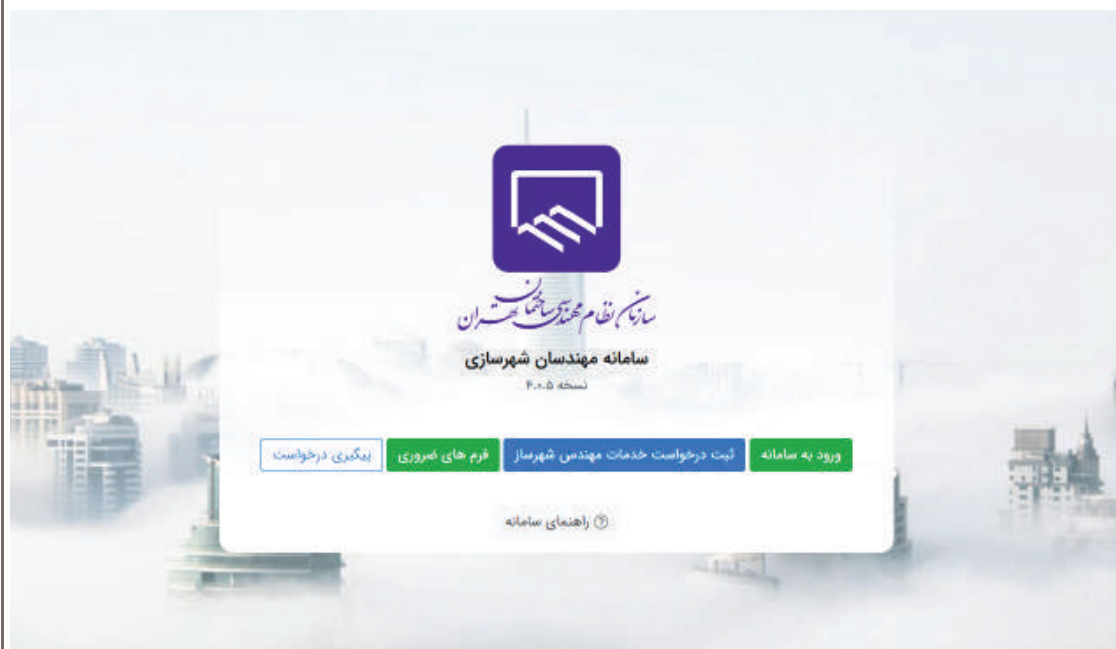 سازمان نظام مهندسی ساختمان تهران
سامانه مهندسان شهرسازی
نسخه ۴.۰.۵
ورود به سامانه
ثبت درخواست خدمات مهندس شهرساز
فرم های ضروری
پیگیری درخواست
راهنمای سامانه